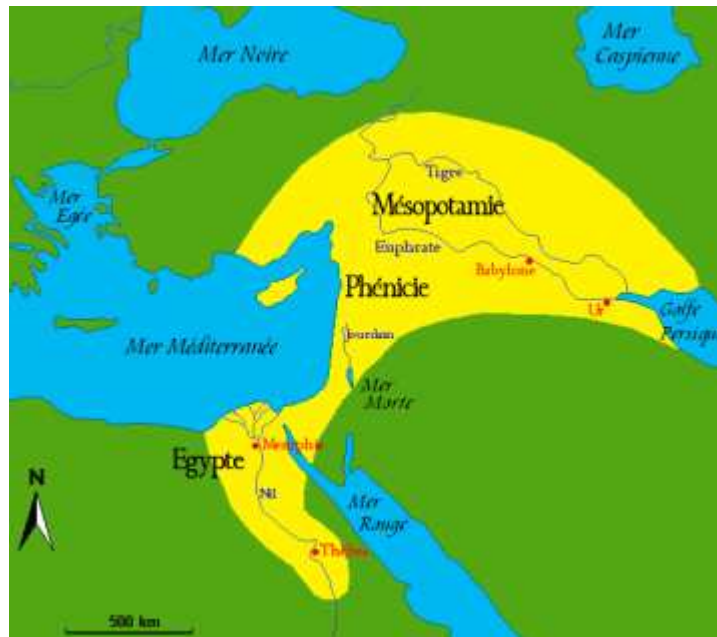 Mer Noire
Mer
Caspienne
Mer
Egée
Tigre
Mésopotamie
Euphrate
Babylone
Phénicie
Ur
Golfe
Persique
Mer Méditerranée
Jourdan
Mer
Morte
Memphis
Egypte
N
Nil
Mer
Rouge
Thèbes
500 km